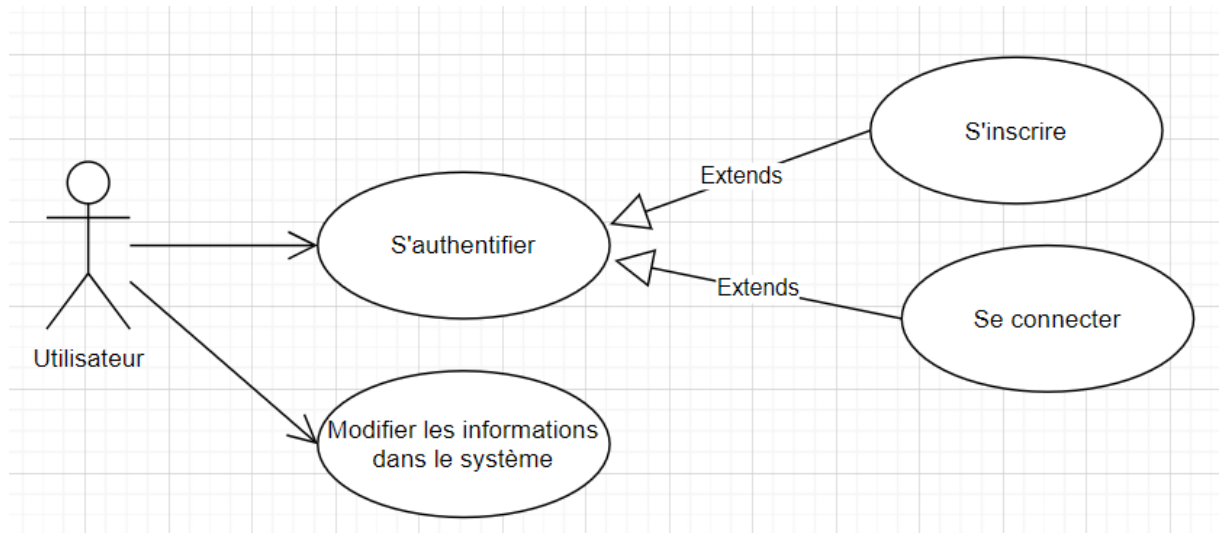 S'inscrire
Extends
S'authentifier
Extends
Se connecter
Utilisateur
Modifier les informations
dans le système